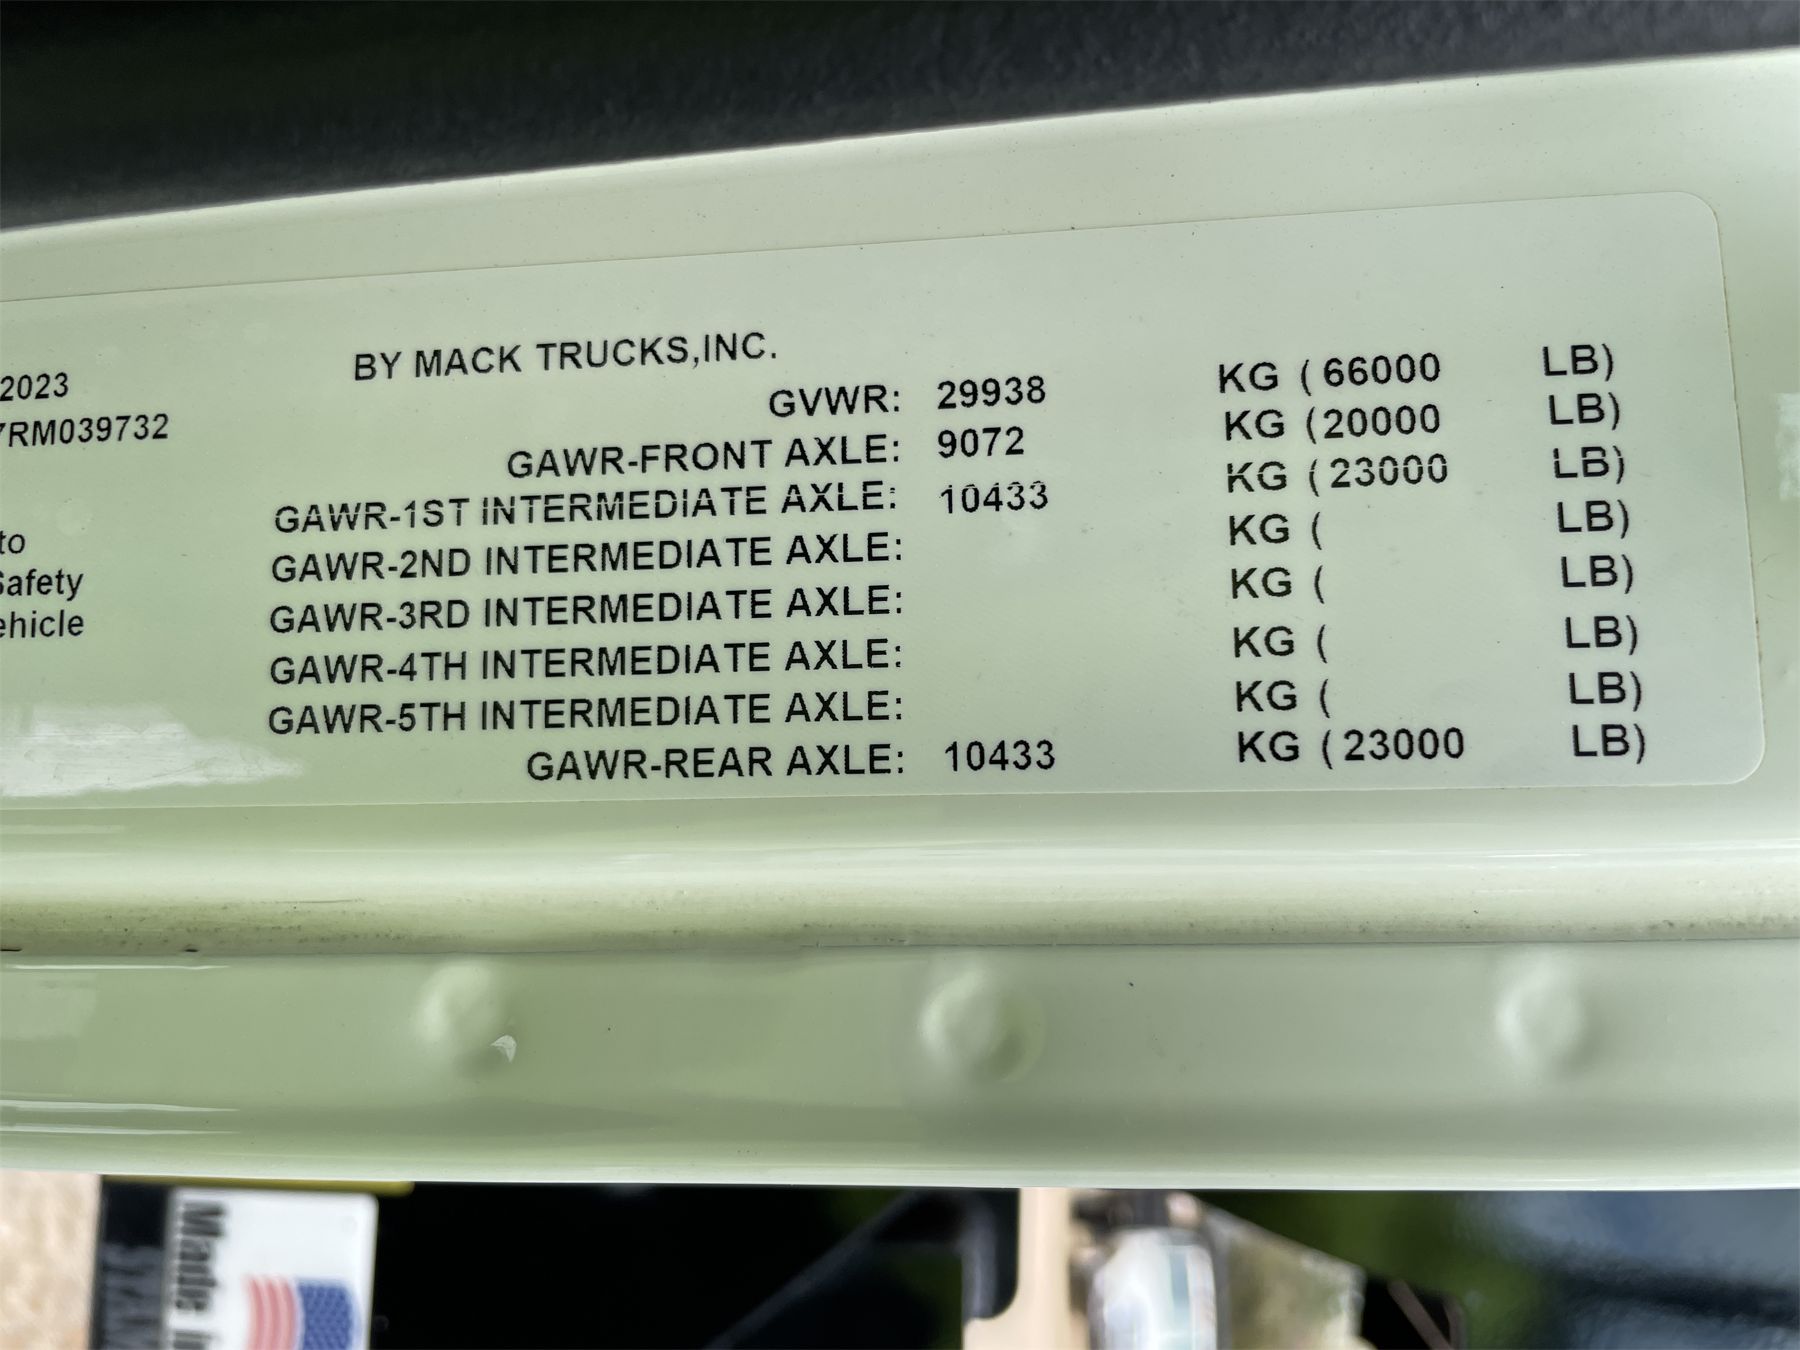 BY MACK TRUCKS,INC.
2023
7RM039732
to
Safety
ehicle
GVWR: 29938 KG (66000 LB)
GAWR-FRONT AXLE: 9072 KG (20000 LB)
GAWR-1ST INTERMEDIATE AXLE: 10433 KG (23000 LB)
GAWR-2ND INTERMEDIATE AXLE: KG ( LB)
GAWR-3RD INTERMEDIATE AXLE: KG ( LB)
GAWR-4TH INTERMEDIATE AXLE: KG ( LB)
GAWR-5TH INTERMEDIATE AXLE: KG ( LB)
GAWR-REAR AXLE: 10433 KG (23000 LB)
Made